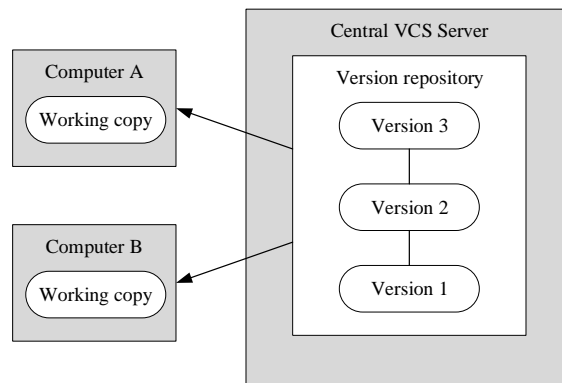 Central VCS Server
Computer A
Working copy
Version repository
Version 3
Version 2
Version 1
Computer B
Working copy